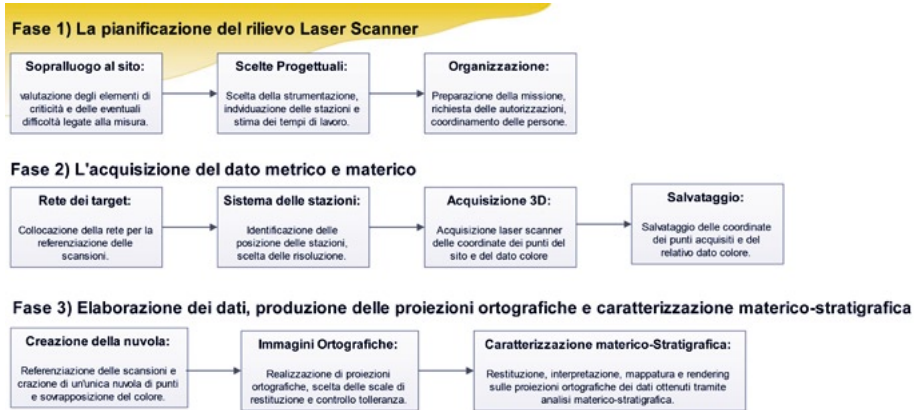 Fase 1) La pianificazione del rilievo Laser Scanner
Sopralluogo al sito:
valutazione degli elementi di
criticità e delle eventuali
difficoltà legate alla misura.
Scelte Progettuali:
Scelta della strumentazione,
indviduazione delle stazioni e
stima dei tempi di lavoro.
Organizzazione:
Preparazione della missione,
richiesta delle autorizzazioni,
coordinamento delle persone.
Fase 2) L'acquisizione del dato metrico e materico
Rete dei target:
Collocazione della rete per la
referenziazione delle
scansioni.
Sistema delle stazioni:
Identificazione delle
posizione delle stazioni,
scelta della risoluzione.
Acquisizione 3D:
Acquisizione laser scanner
delle coordinate dei punti del
sito e del dato colore
Salvataggio:
Salvataggio delle coordinate
dei punti acquisiti e del
relativo dato colore.
Fase 3) Elaborazione dei dati, produzione delle proiezioni ortografiche e caratterizzazione materico-stratigrafica
Creazione della nuvola:
Referenziazione delle scansioni e
crazione di un'unica nuvola di punti
e sovrapposizione del colore.
Immagini Ortografiche:
Realizzazione di proiezioni
ortografiche, scelta delle scale di
restituzione e controllo tolleranza.
Caratterizzazione materico-Stratigrafica:
Restituzione, interpretazione, mappatura e rendering
sulle proiezioni ortografiche dei dati ottenuti tramite
analisi materico-stratigrafica.